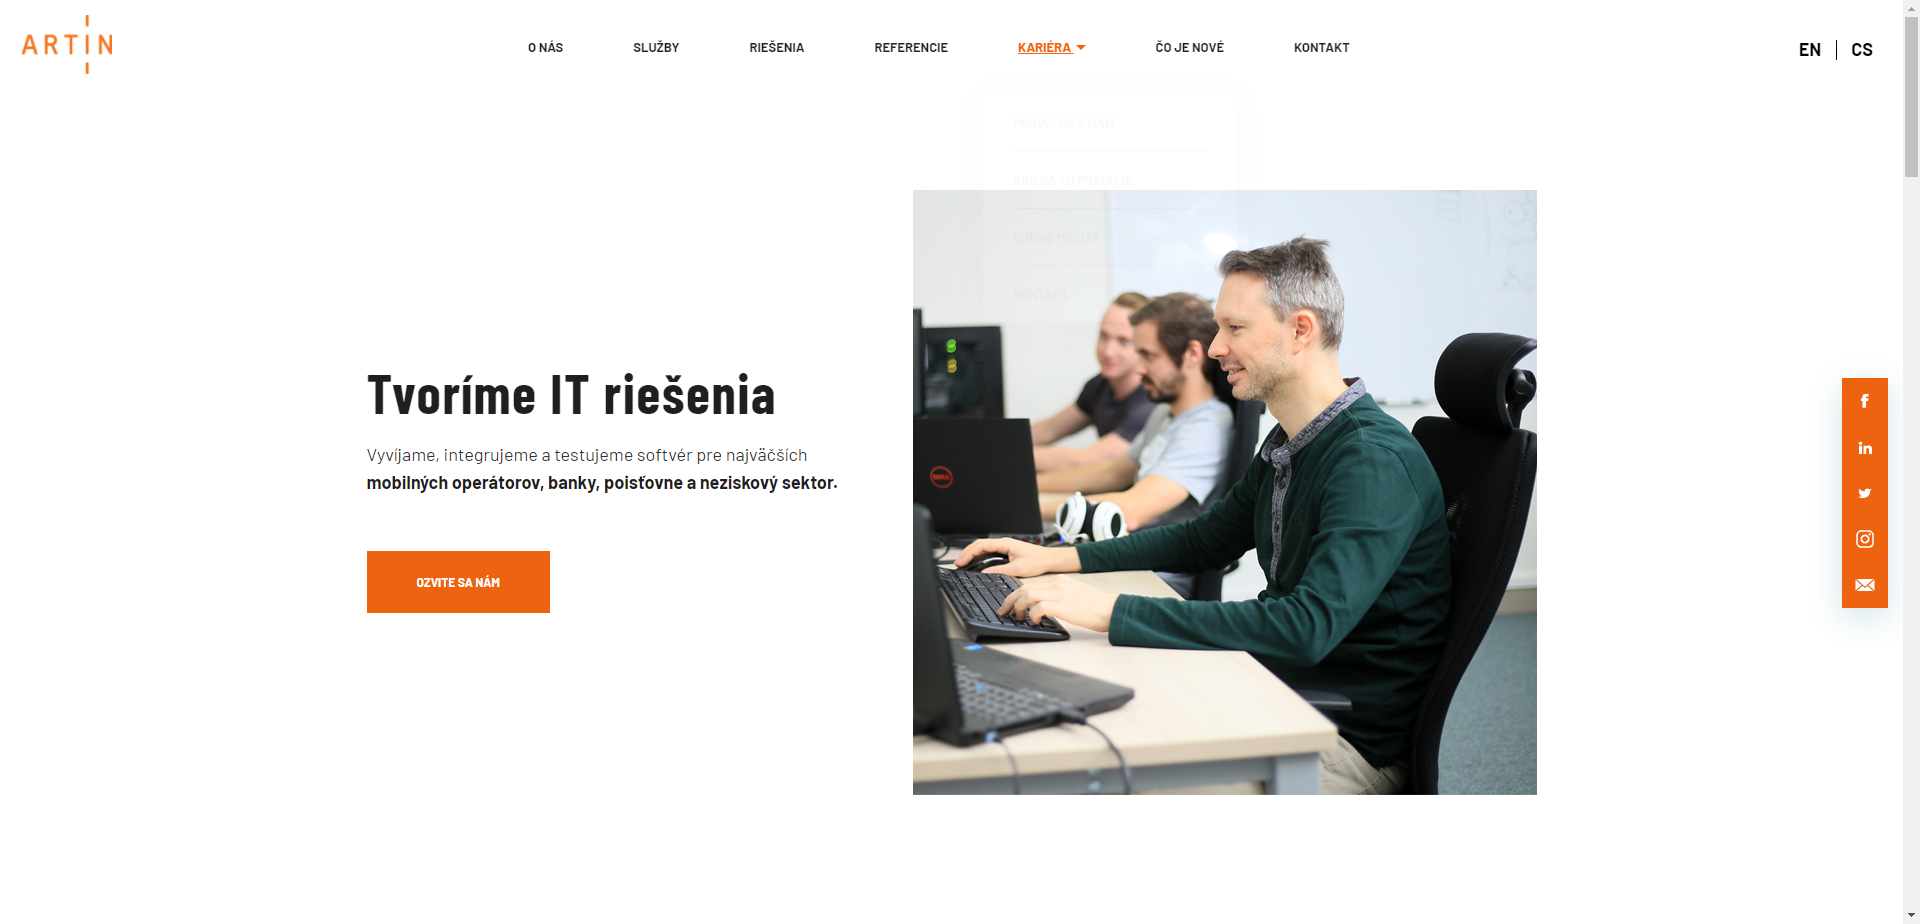 ARTIN
O NÁS
SLUŽBY
RIEŠENIA
REFERENCIE
KARIÉRA
ČO JE NOVÉ
KONTAKT
EN
CS
PRIDAJ SA K NÁM
AKO SA TU PRACUJE
VOĽNÉ MIESTA
KONTAKT
Tvoríme IT riešenia
Vyvíjame, integrujeme a testujeme softvér pre najväčších
mobilných operátorov, banky, poisťovne a neziskový sektor.
OZVITE SA NÁM
DELL